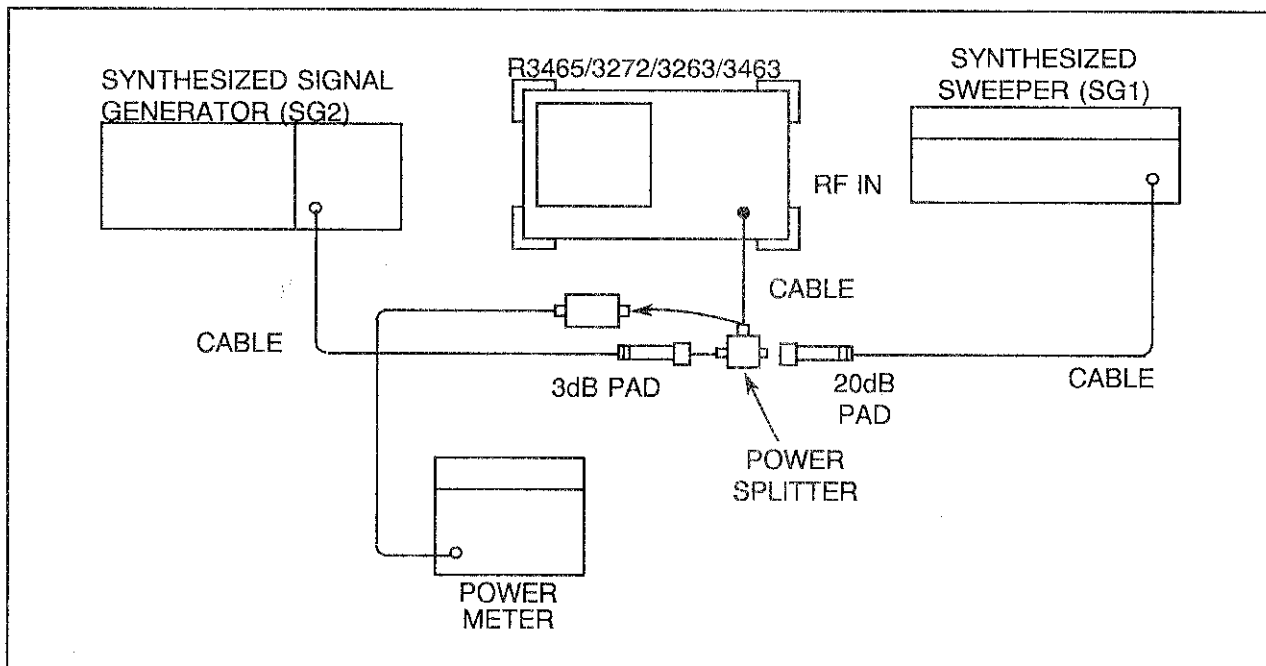 SYNTHESIZED SIGNAL
GENERATOR (SG2)
R3465/3272/3263/3463
SYNTHESIZED
SWEEPER (SG1)
RF IN
CABLE
CABLE
3dB PAD
20dB
PAD
CABLE
POWER
SPLITTER
POWER
METER